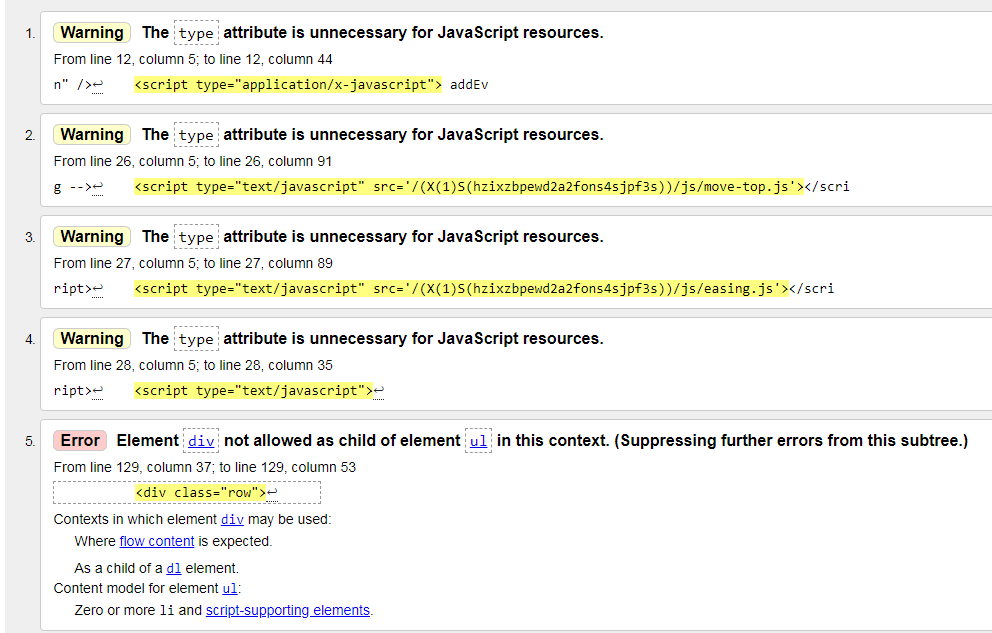 1. Warning The type attribute is unnecessary for JavaScript resources.
From line 12, column 5; to line 12, column 44
n" />↩ <script type="application/x-javascript"> addEv
2. Warning The type attribute is unnecessary for JavaScript resources.
From line 26, column 5; to line 26, column 91
g -->↩ <script type="text/javascript" src='/(X(1)S(hzixzbpewd2a2fons4sjpf3s))/js/move-top.js'></scri
3. Warning The type attribute is unnecessary for JavaScript resources.
From line 27, column 5; to line 27, column 89
ript>↩ <script type="text/javascript" src='/(X(1)S(hzixzbpewd2a2fons4sjpf3s))/js/easing.js'></scri
4. Warning The type attribute is unnecessary for JavaScript resources.
From line 28, column 5; to line 28, column 35
ript>↩ <script type="text/javascript">↩
5. Error Element div not allowed as child of element ul in this context. (Suppressing further errors from this subtree.)
From line 129, column 37; to line 129, column 53
<div class="row">↩
Contexts in which element div may be used:
Where flow content is expected.
As a child of a dl element.
Content model for element ul:
Zero or more li and script-supporting elements.